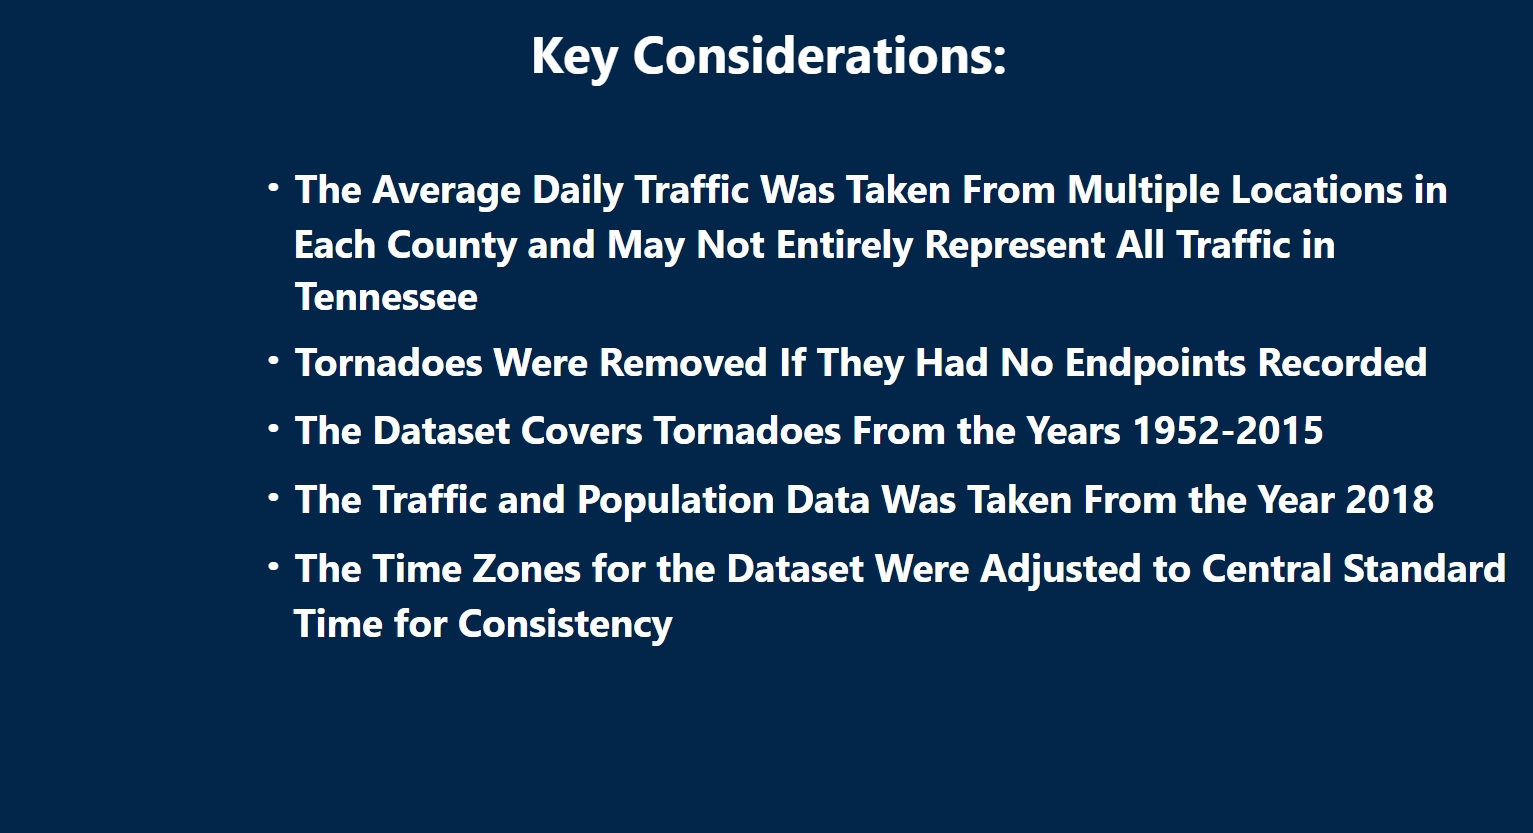 Key Considerations:
• The Average Daily Traffic Was Taken From Multiple Locations in
Each County and May Not Entirely Represent All Traffic in
Tennessee
• Tornadoes Were Removed If They Had No Endpoints Recorded
• The Dataset Covers Tornadoes From the Years 1952-2015
• The Traffic and Population Data Was Taken From the Year 2018
• The Time Zones for the Dataset Were Adjusted to Central Standard
Time for Consistency